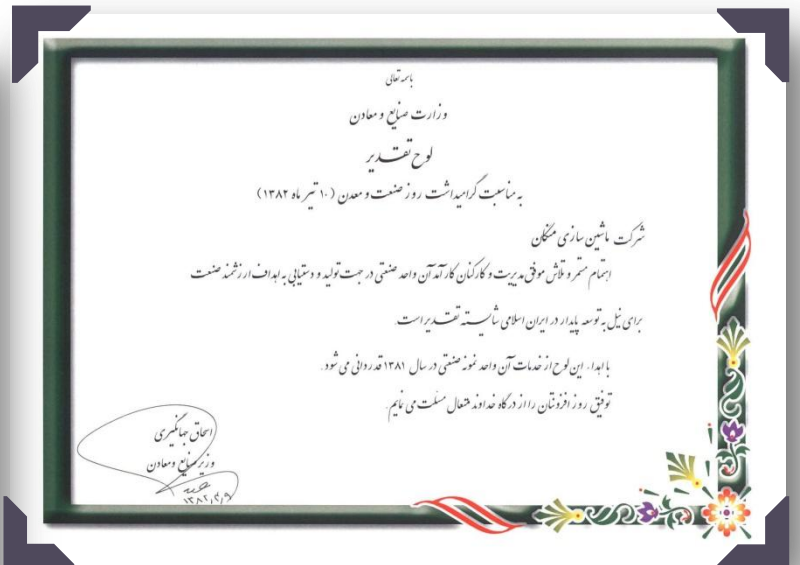 باسمه تعالی
وزارت صنایع و معادن
لوح تقدیر
به مناسبت گرامیداشت روز صنعت و معدن (۱۰ تیر ماه ۱۳۸۲)
شرکت ماشین سازی مکان
اهتمام مستمر و تلاش موفق مدیریت و کارکنان کارآمد آن واحد صنعتی در جهت تولید و دستیابی به اهداف ارزشمند صنعت
برای نیل به توسعه پایدار در ایران اسلامی شایسته تقدیر است.
با اهداء این لوح از خدمات آن واحد نمونه صنعتی در سال ۱۳۸۱ قدردانی می شود.
توفیق روز افزونتان را از درگاه خداوند متعال مسئلت می نمایم.
اسحاق جهانگیری
وزیر صنایع و معادن